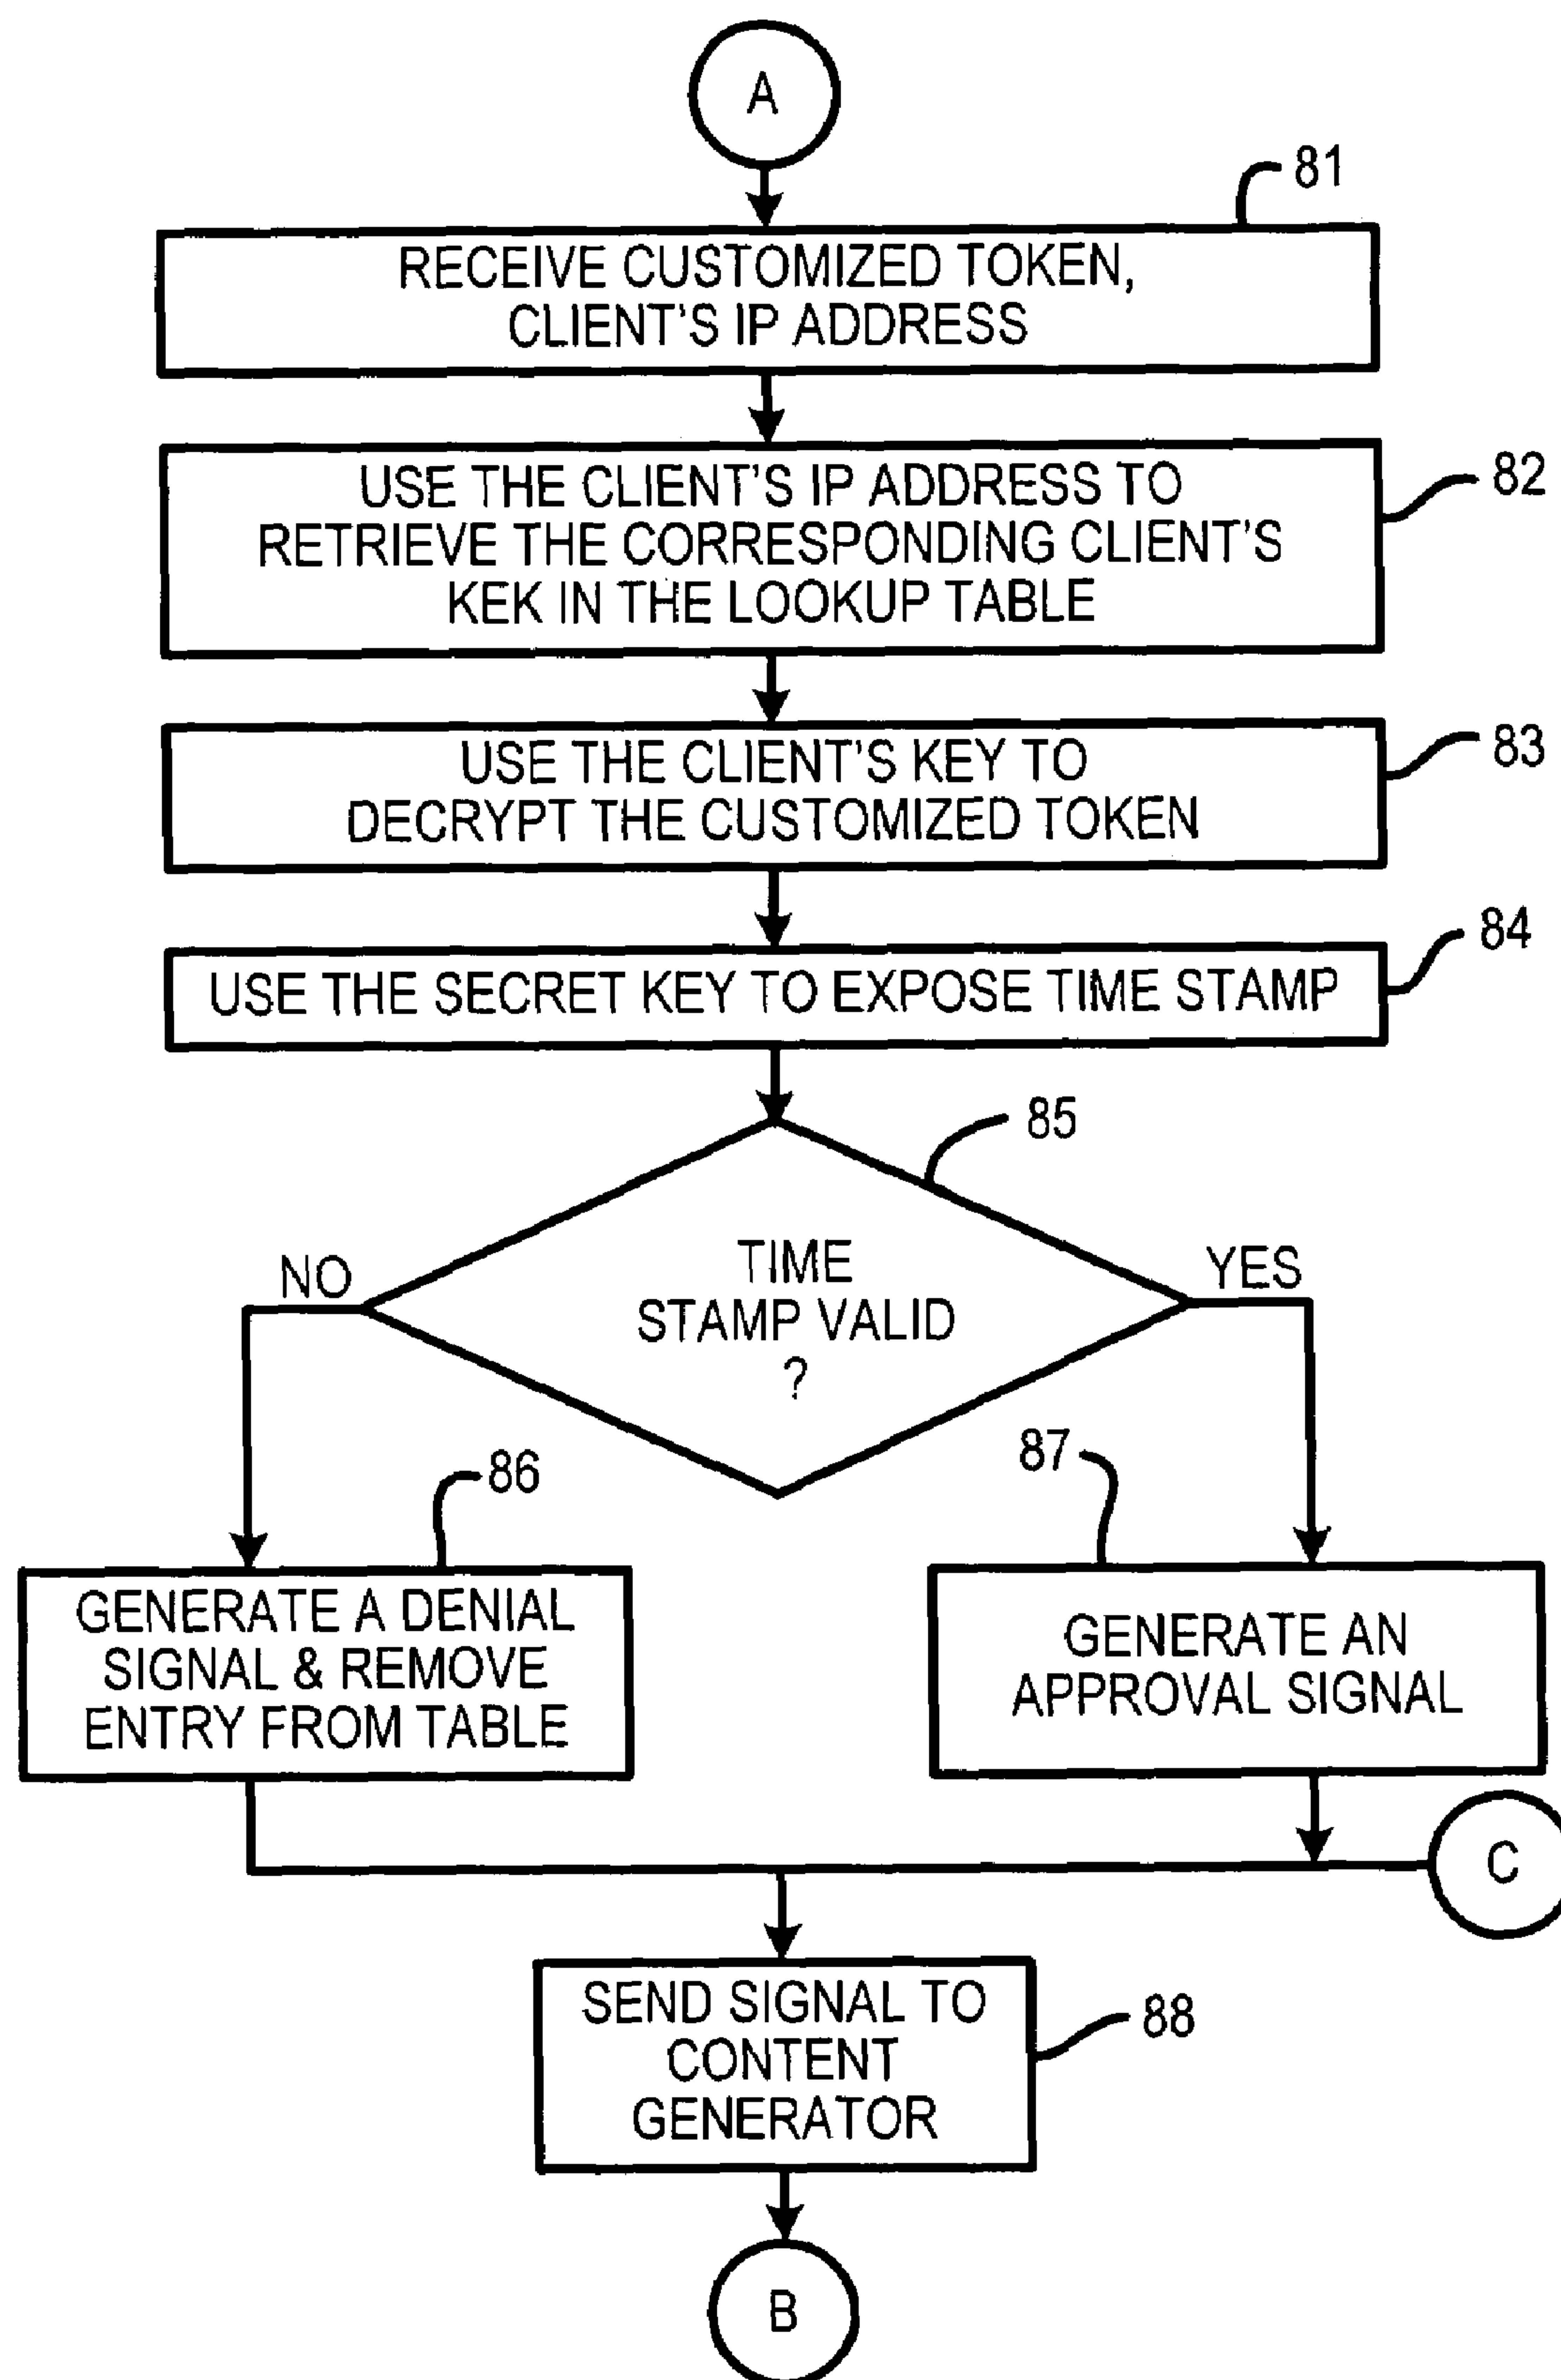 A
81
RECEIVE CUSTOMIZED TOKEN,
CLIENT'S IP ADDRESS
82
USE THE CLIENT'S IP ADDRESS TO
RETRIEVE THE CORRESPONDING CLIENT'S
KEK IN THE LOOKUP TABLE
83
USE THE CLIENT'S KEY TO
DECRYPT THE CUSTOMIZED TOKEN
84
USE THE SECRET KEY TO EXPOSE TIME STAMP
85
TIME
STAMP VALID
?
NO
YES
86
GENERATE A DENIAL
SIGNAL & REMOVE
ENTRY FROM TABLE
87
GENERATE AN
APPROVAL SIGNAL
C
SEND SIGNAL TO
CONTENT
GENERATOR
88
B